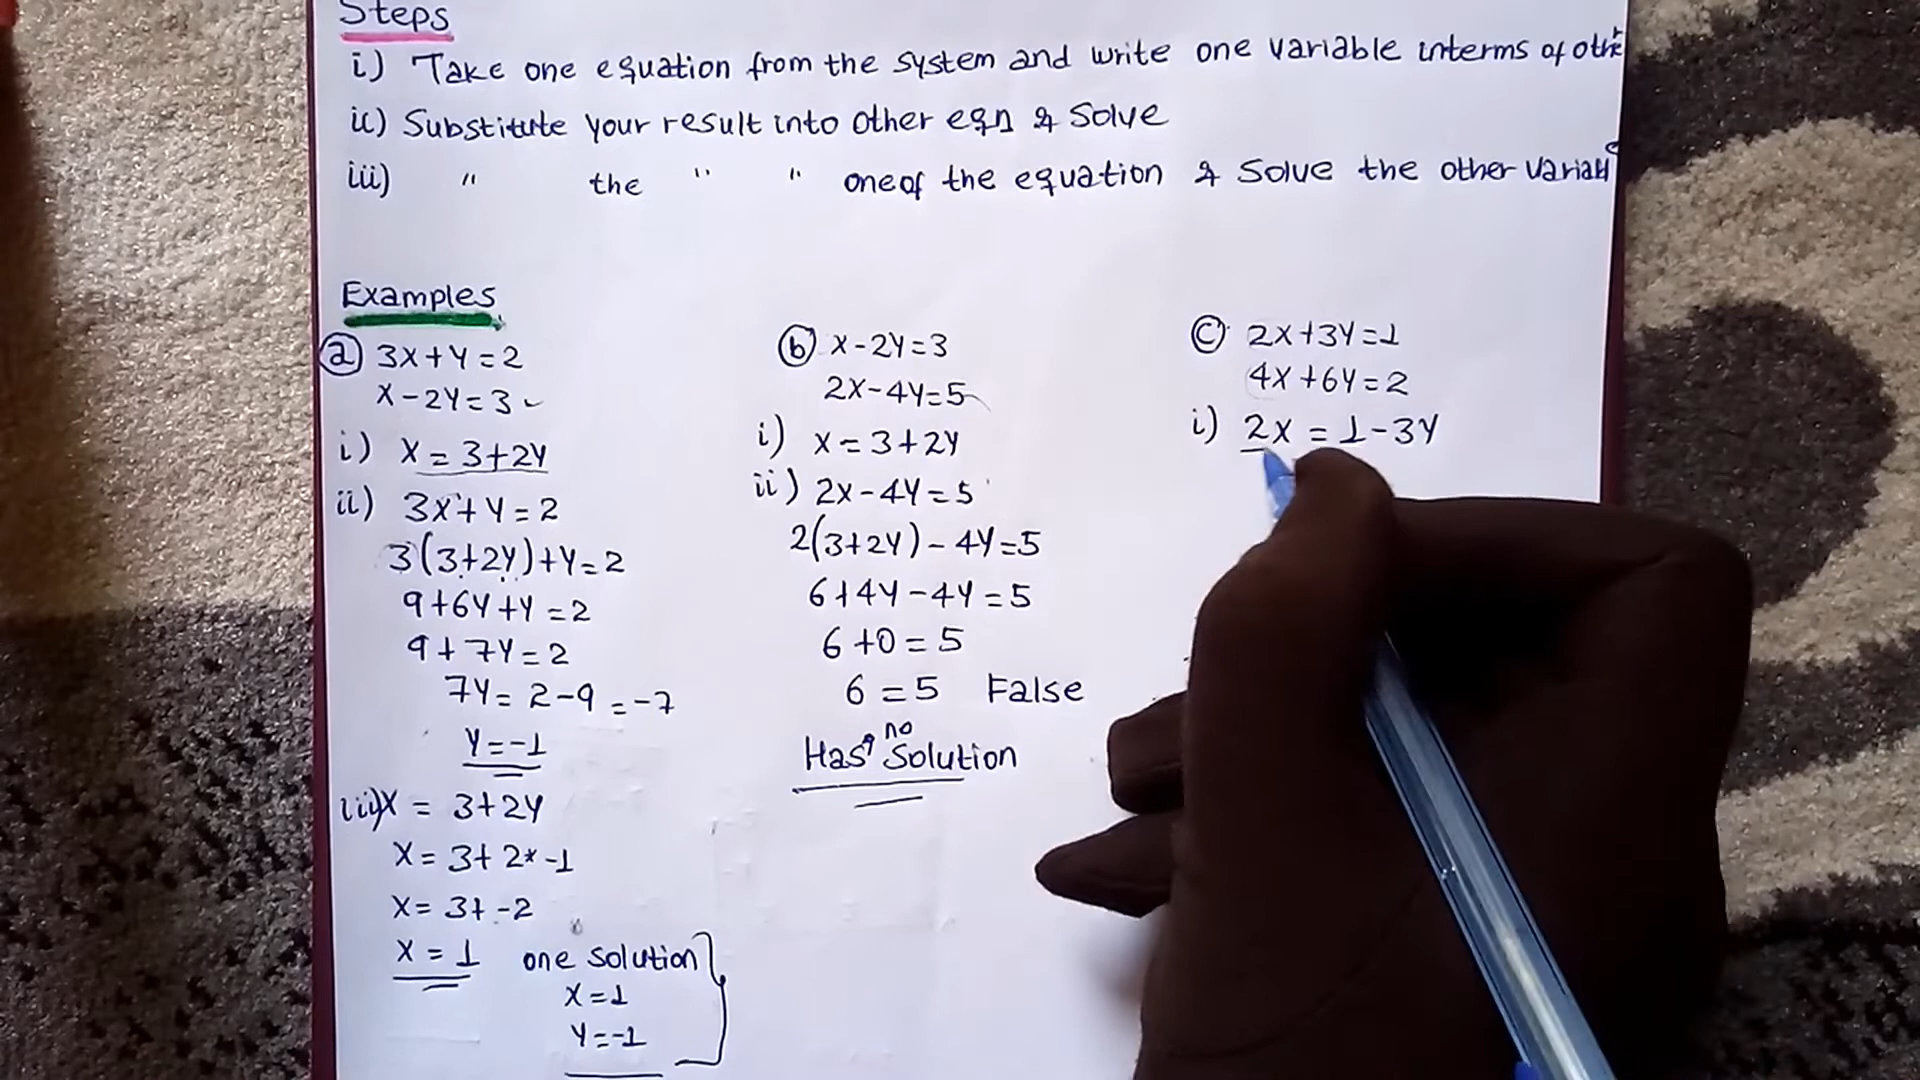 Steps
i) Take one equation from the system and write one variable interms of othe
ii) Substitute your result into other eqn & Solve
iii) " the " " one of the equation & Solve the other variabl
Examples
ⓐ 3x+y=2
x-2y=3
i) x=3+2y
ii) 3x+y=2
3(3+2y)+y=2
9+6y+y=2
9+7y=2
7y=2-9=-7
y=-1
iii) x=3+2y
x=3+2*-1
x=3+-2
x=1 one solution
x=1
y=-1
ⓑ x-2y=3
2x-4y=5
i) x=3+2y
ii) 2x-4y=5
2(3+2y)-4y=5
6+4y-4y=5
6+0=5
6=5 False
Has no Solution
ⓒ 2x+3y=1
4x+6y=2
i) 2x=1-3y